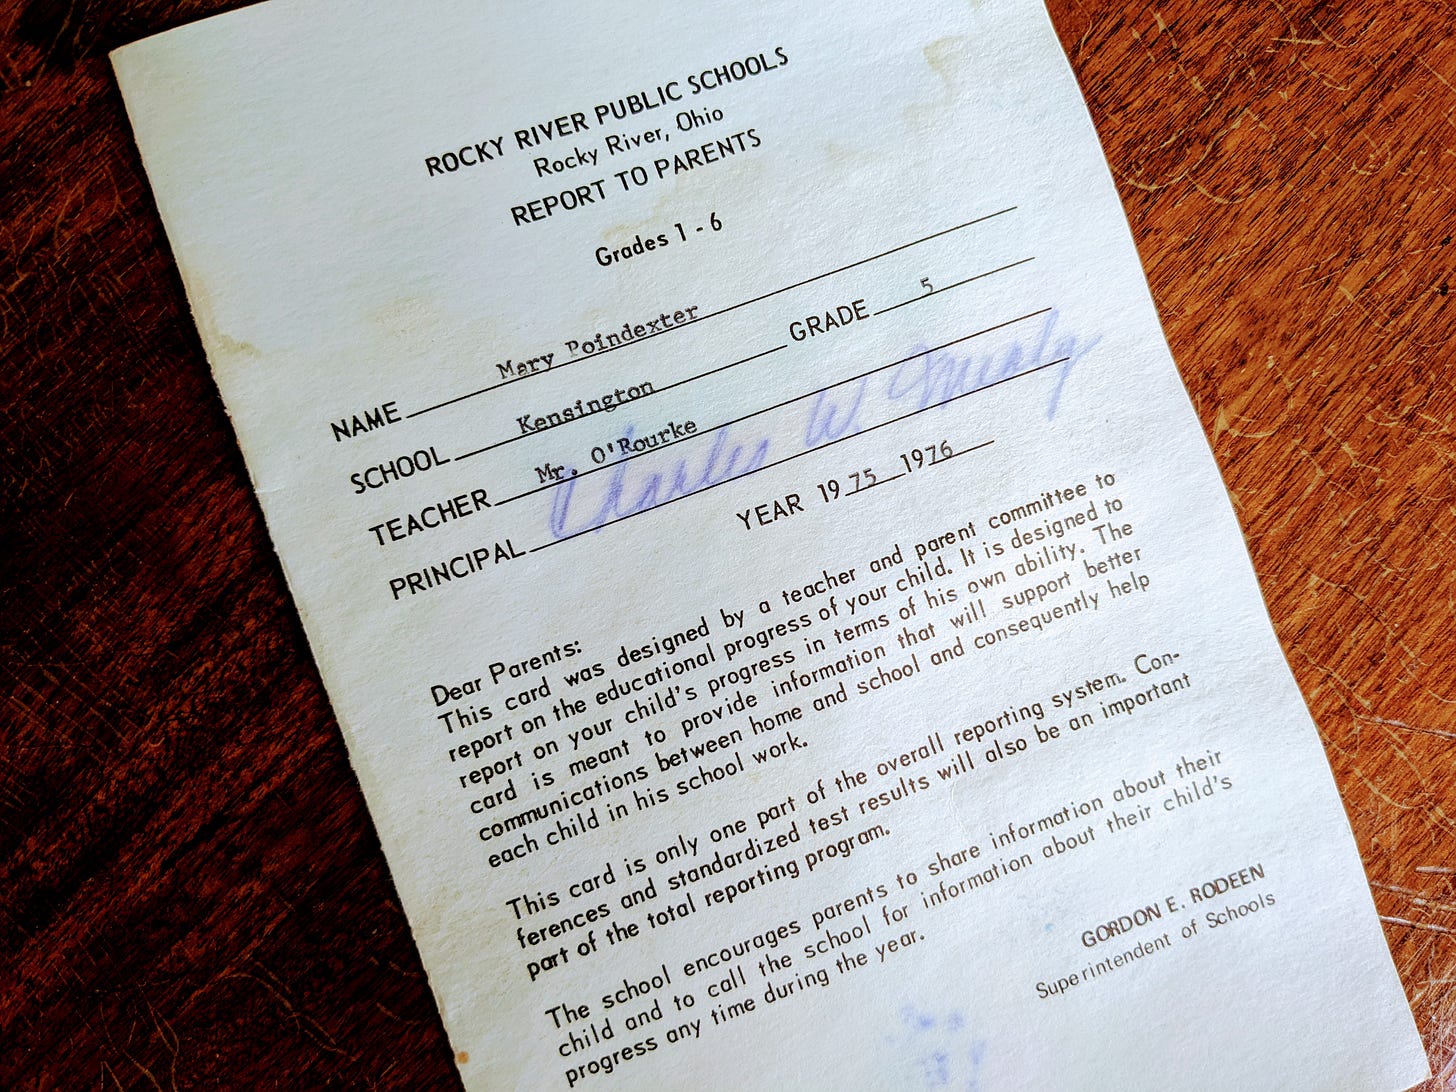 ROCKY RIVER PUBLIC SCHOOLS
Rocky River, Ohio
REPORT TO PARENTS
Grades 1 - 6
NAME Mary Poindexter
SCHOOL Kensington GRADE 5
TEACHER Mr. O'Rourke
PRINCIPAL Charles W.
YEAR 19 75 1976
Dear Parents:
This card was designed by a teacher and parent committee to
report on the educational progress of your child. It is designed to
report on your child's progress in terms of his own ability. The
card is meant to provide information that will support better
communications between home and school and consequently help
each child in his school work.
This card is only one part of the overall reporting system. Con-
ferences and standardized test results will also be an important
part of the total reporting program.
The school encourages parents to share information about their
child and to call the school for information about their child's
progress any time during the year.
GORDON E. RODEEN
Superintendent of Schools